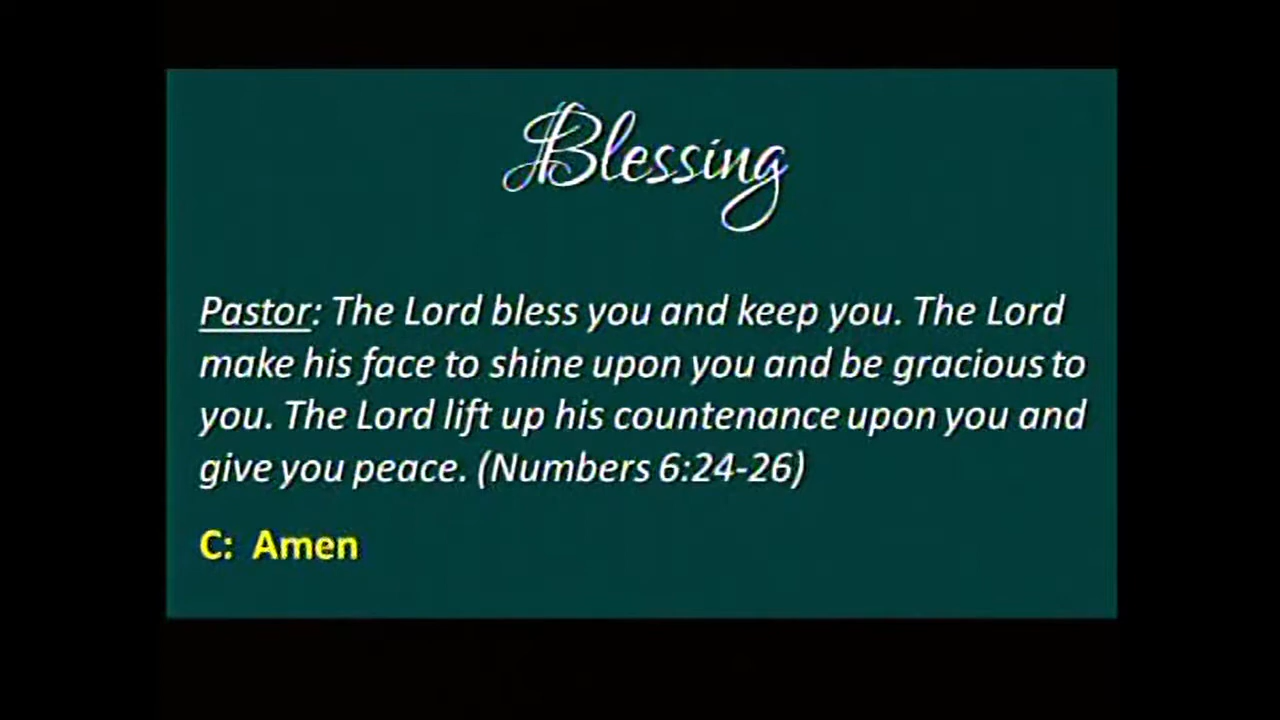 Blessing
Pastor: The Lord bless you and keep you. The Lord
make his face to shine upon you and be gracious to
you. The Lord lift up his countenance upon you and
give you peace. (Numbers 6:24-26)
C:  Amen